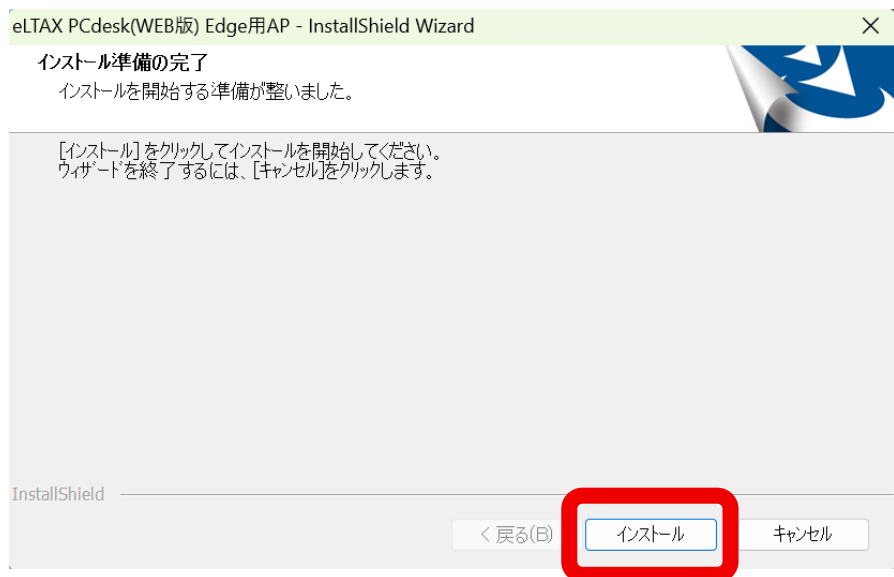 eLTAX PCdesk(WEB版) Edge用AP - InstallShield Wizard
インストール準備の完了
インストールを開始する準備が整いました。
[インストール] をクリックしてインストールを開始してください。
ウィザードを終了するには、[キャンセル]をクリックします。
InstallShield
< 戻る(B)
インストール
キャンセル